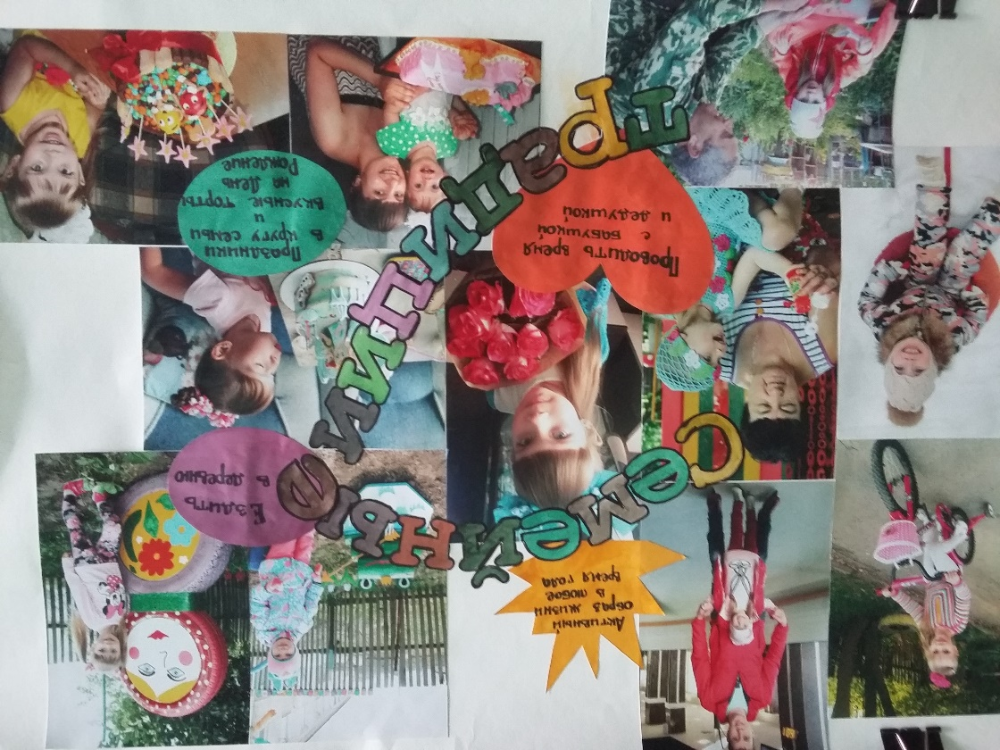 Семейные
традиции
Праздники
в кругу семьи
и
вкусные торты
на День
Рождение
Проводить время
с бабушкой
и дедушкой
Ездить
в деревню
Активный
образ жизни
в любое
время года